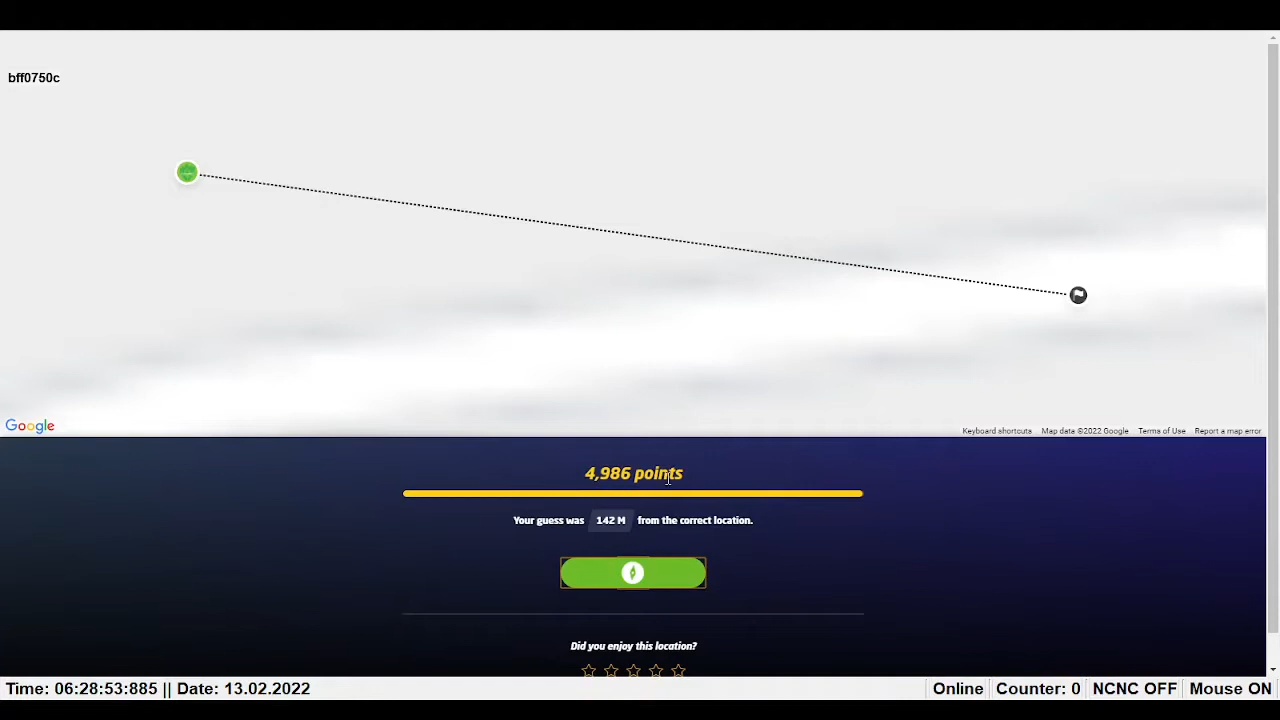 bff0750c
Google
Keyboard shortcuts Map data ©2022 Google Terms of Use Report a map error
4,986 points
Your guess was 142 M from the correct location.
Did you enjoy this location?
Time: 06:28:53:885 || Date: 13.02.2022 Online Counter: 0 NCNC OFF Mouse ON